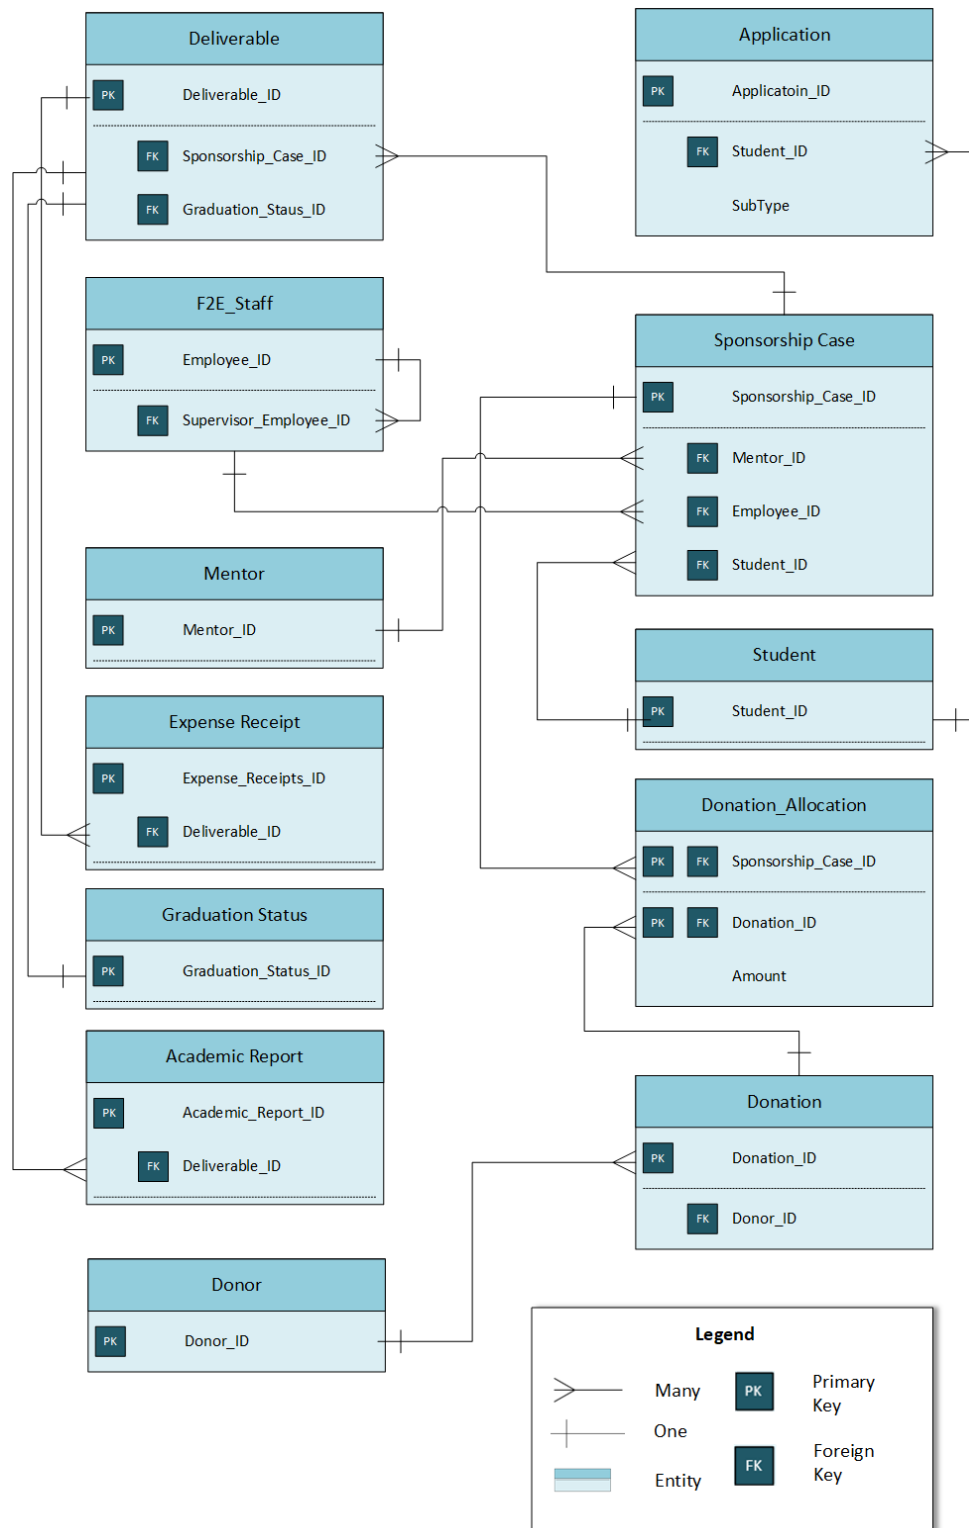 Deliverable
PK Deliverable_ID
FK Sponsorship_Case_ID
FK Graduation_Staus_ID
Application
PK Applicatoin_ID
FK Student_ID
SubType
F2E_Staff
PK Employee_ID
FK Supervisor_Employee_ID
Sponsorship Case
PK Sponsorship_Case_ID
FK Mentor_ID
FK Employee_ID
FK Student_ID
Mentor
PK Mentor_ID
Student
PK Student_ID
Expense Receipt
PK Expense_Receipts_ID
FK Deliverable_ID
Donation_Allocation
PK FK Sponsorship_Case_ID
PK FK Donation_ID
Amount
Graduation Status
PK Graduation_Status_ID
Academic Report
PK Academic_Report_ID
FK Deliverable_ID
Donation
PK Donation_ID
FK Donor_ID
Donor
PK Donor_ID
Legend
Many
One
Entity
PK Primary
Key
FK Foreign
Key